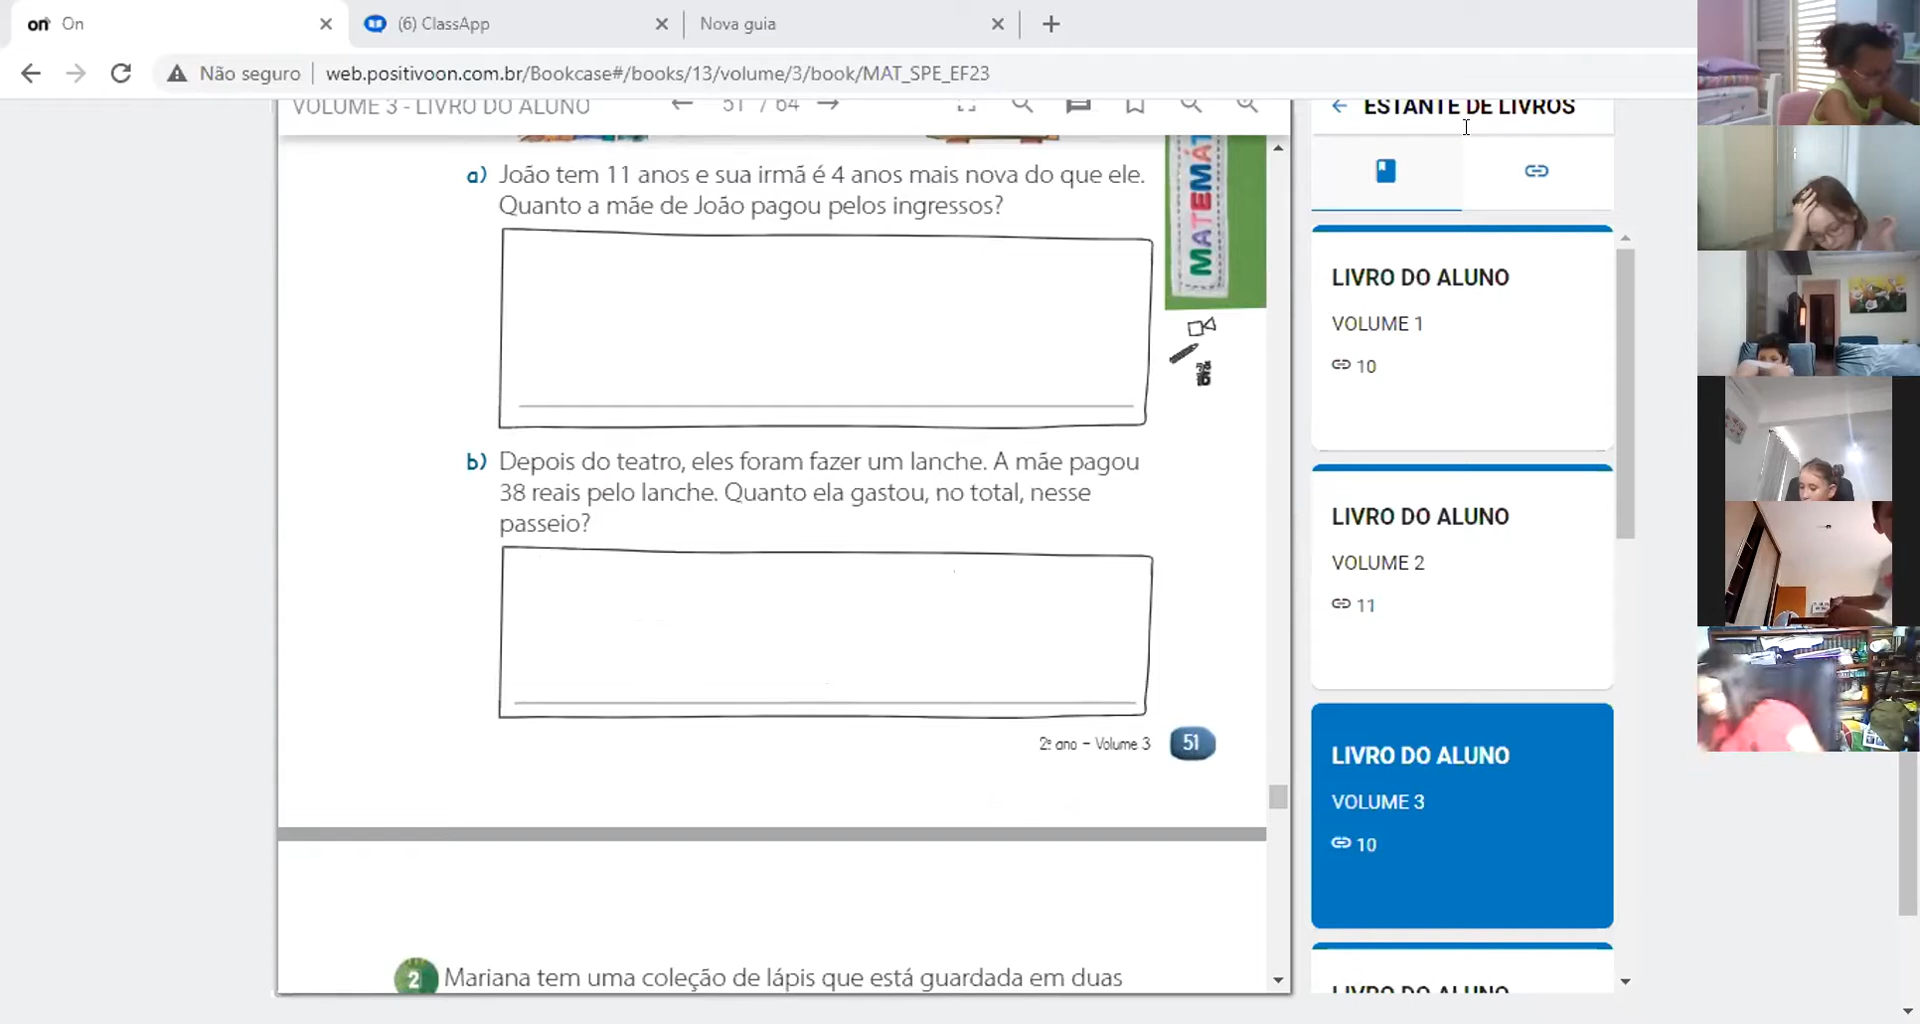 on On
(6) ClassApp
Nova guia
Não seguro
web.positivoon.com.br/Bookcase#/books/13/volume/3/book/MAT_SPE_EF23
VOLUME 3 - LIVRO DO ALUNO
51 / 64
a) João tem 11 anos e sua irmã é 4 anos mais nova do que ele.
Quanto a mãe de João pagou pelos ingressos?
MATEMÁT
b) Depois do teatro, eles foram fazer um lanche. A mãe pagou
38 reais pelo lanche. Quanto ela gastou, no total, nesse
passeio?
2º ano – Volume 3 51
2 Mariana tem uma coleção de lápis que está guardada em duas
ESTANTE DE LIVROS
LIVRO DO ALUNO
VOLUME 1
10
LIVRO DO ALUNO
VOLUME 2
11
LIVRO DO ALUNO
VOLUME 3
10
LIVRO DO ALUNO